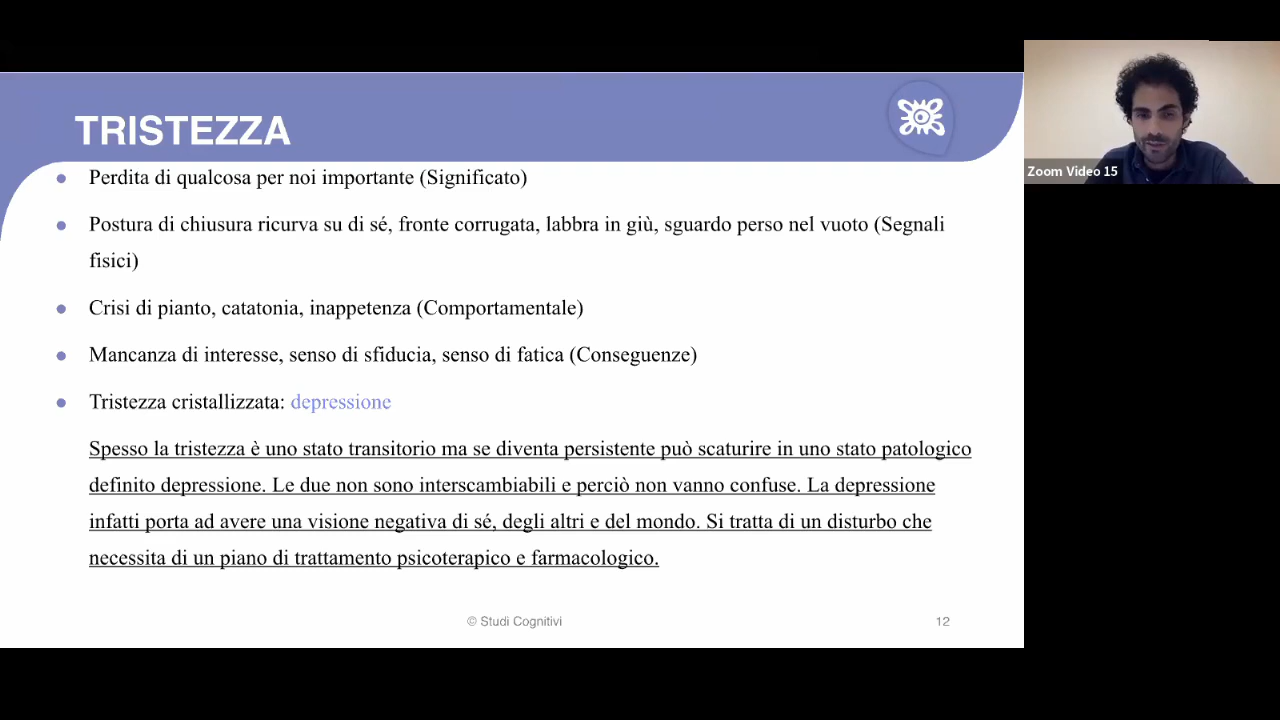 TRISTEZZA
Perdita di qualcosa per noi importante (Significato)
Postura di chiusura ricurva su di sé, fronte corrugata, labbra in giù, sguardo perso nel vuoto (Segnali
fisici)
Crisi di pianto, catatonia, inappetenza (Comportamentale)
Mancanza di interesse, senso di sfiducia, senso di fatica (Conseguenze)
Tristezza cristallizzata: depressione
Spesso la tristezza è uno stato transitorio ma se diventa persistente può scaturire in uno stato patologico
definito depressione. Le due non sono interscambiabili e perciò non vanno confuse. La depressione
infatti porta ad avere una visione negativa di sé, degli altri e del mondo. Si tratta di un disturbo che
necessita di un piano di trattamento psicoterapico e farmacologico.
© Studi Cognitivi
12
Zoom Video 15